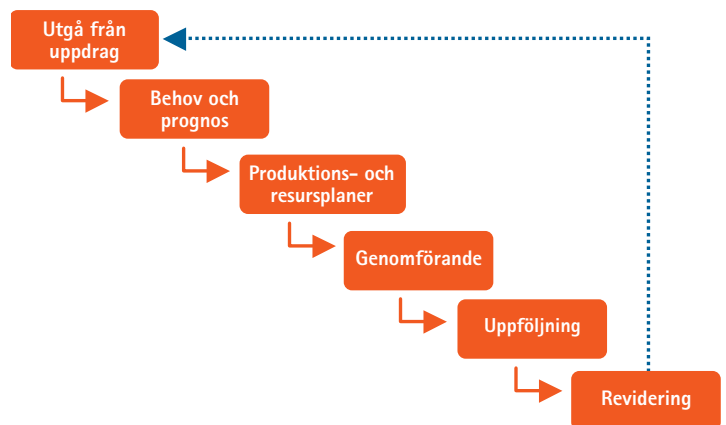 Utgå från
uppdrag
Behov och
prognos
Produktions- och
resursplaner
Genomförande
Uppföljning
Revidering